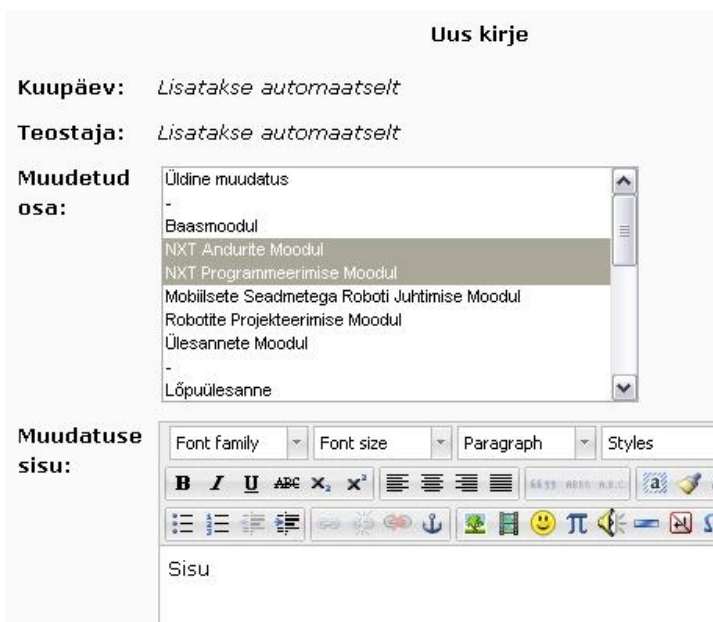 Uus kirje
Kuupäev: Lisatakse automaatselt
Teostaja: Lisatakse automaatselt
Muudetud osa:
Üldine muudatus
-
Baasmoodul
NXT Andurite Moodul
NXT Programmeerimise Moodul
Mobiilsete Seadmetega Roboti Juhtimise Moodul
Robotite Projekteerimise Moodul
Ülesannete Moodul
-
Lõpuülesanne
Muudatuse sisu:
Font family Font size Paragraph Styles
B I U ABC X₂ X²
Sisu